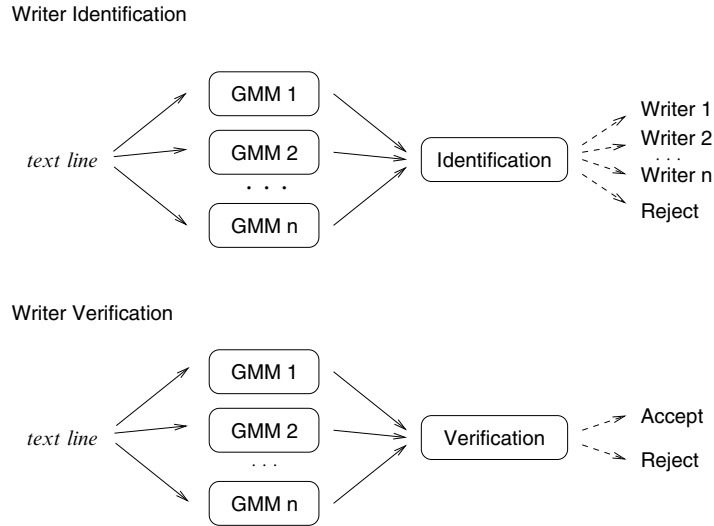 Writer Identification
GMM 1
GMM 2
. . .
GMM n
text line
Identification
Writer 1
Writer 2
. . .
Writer n
Reject
Writer Verification
GMM 1
GMM 2
. . .
GMM n
text line
Verification
Accept
Reject